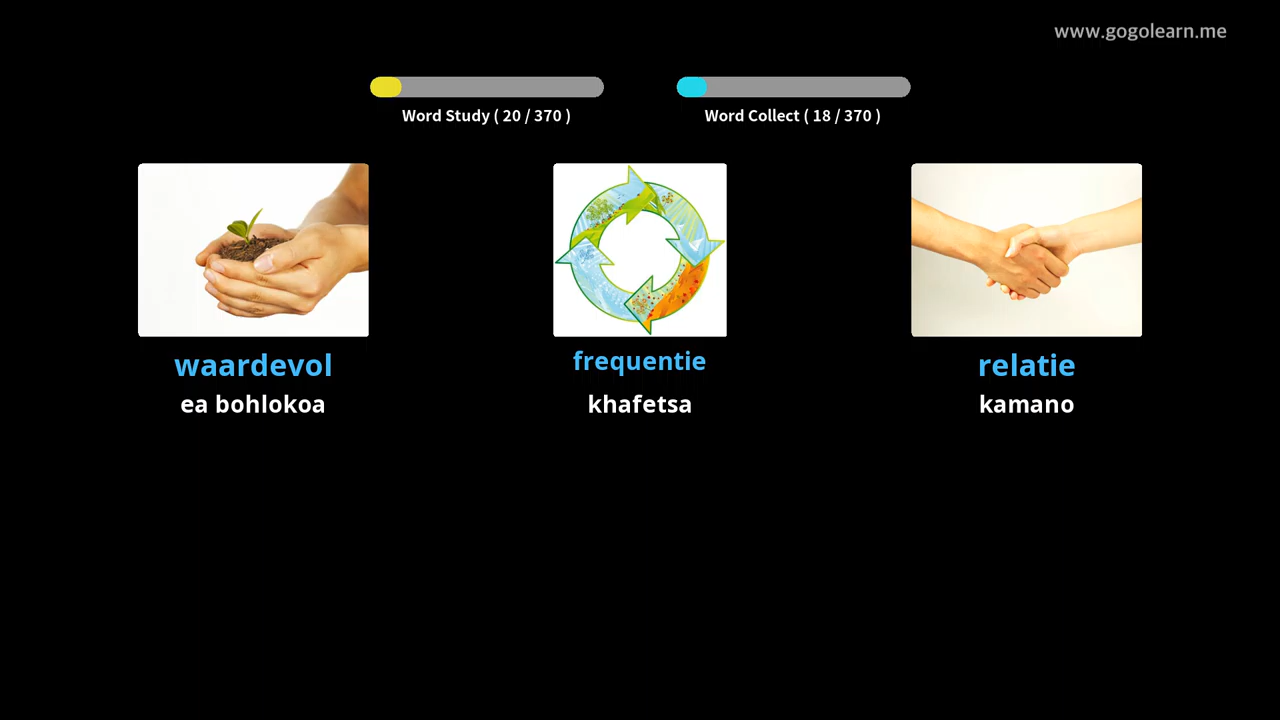 www.gogolearn.me
Word Study ( 20 / 370 )
Word Collect ( 18 / 370 )
waardevol
ea bohlokoa
frequentie
khafetsa
relatie
kamano